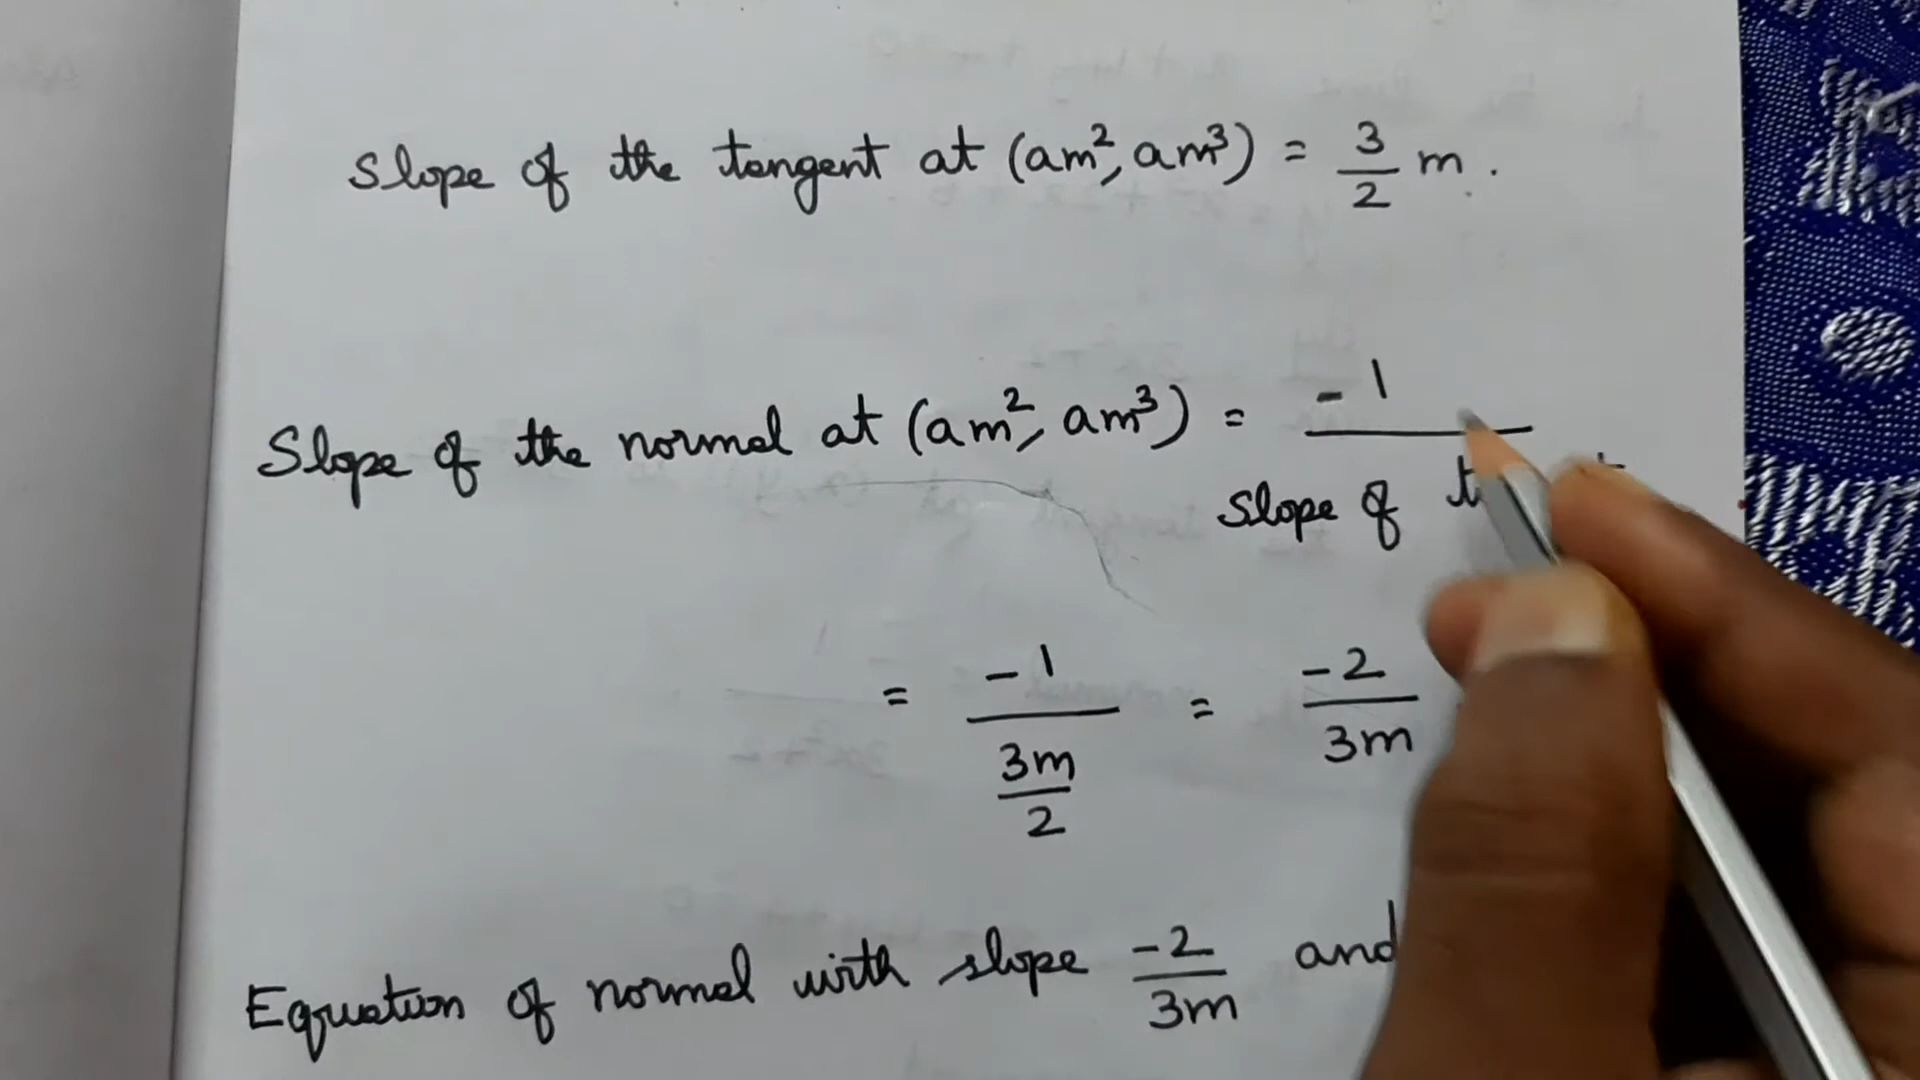 Slope of the tangent at (am², am³) = 3/2 m.
Slope of the normal at (am², am³) = -1/
Slope of
= -1/(3m/2) = -2/3m
Equation of normal with slope -2/3m and